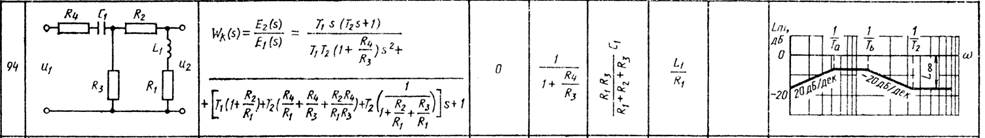 94
R4
C1
R2
L1
u1
R3
R1
u2
Wk(s)=E2(s)/E1(s)=T1 s (T2 s+1)/T1T2(1+R4/R3)s²+
+[T1(1+R2/R1)+T2(R4/R1+R4/R3+R2R4/R1R3)+T2(1/1+R2/R1+R3/R1)]s+1
0
1/1+R4/R3
R1R3/R1+R2+R3 C1
L1/R1
Lm, дБ
1/Ta
1/Tb
1/T2
ω
0
-20
20 дБ/дек
-20 дБ/дек
L∞